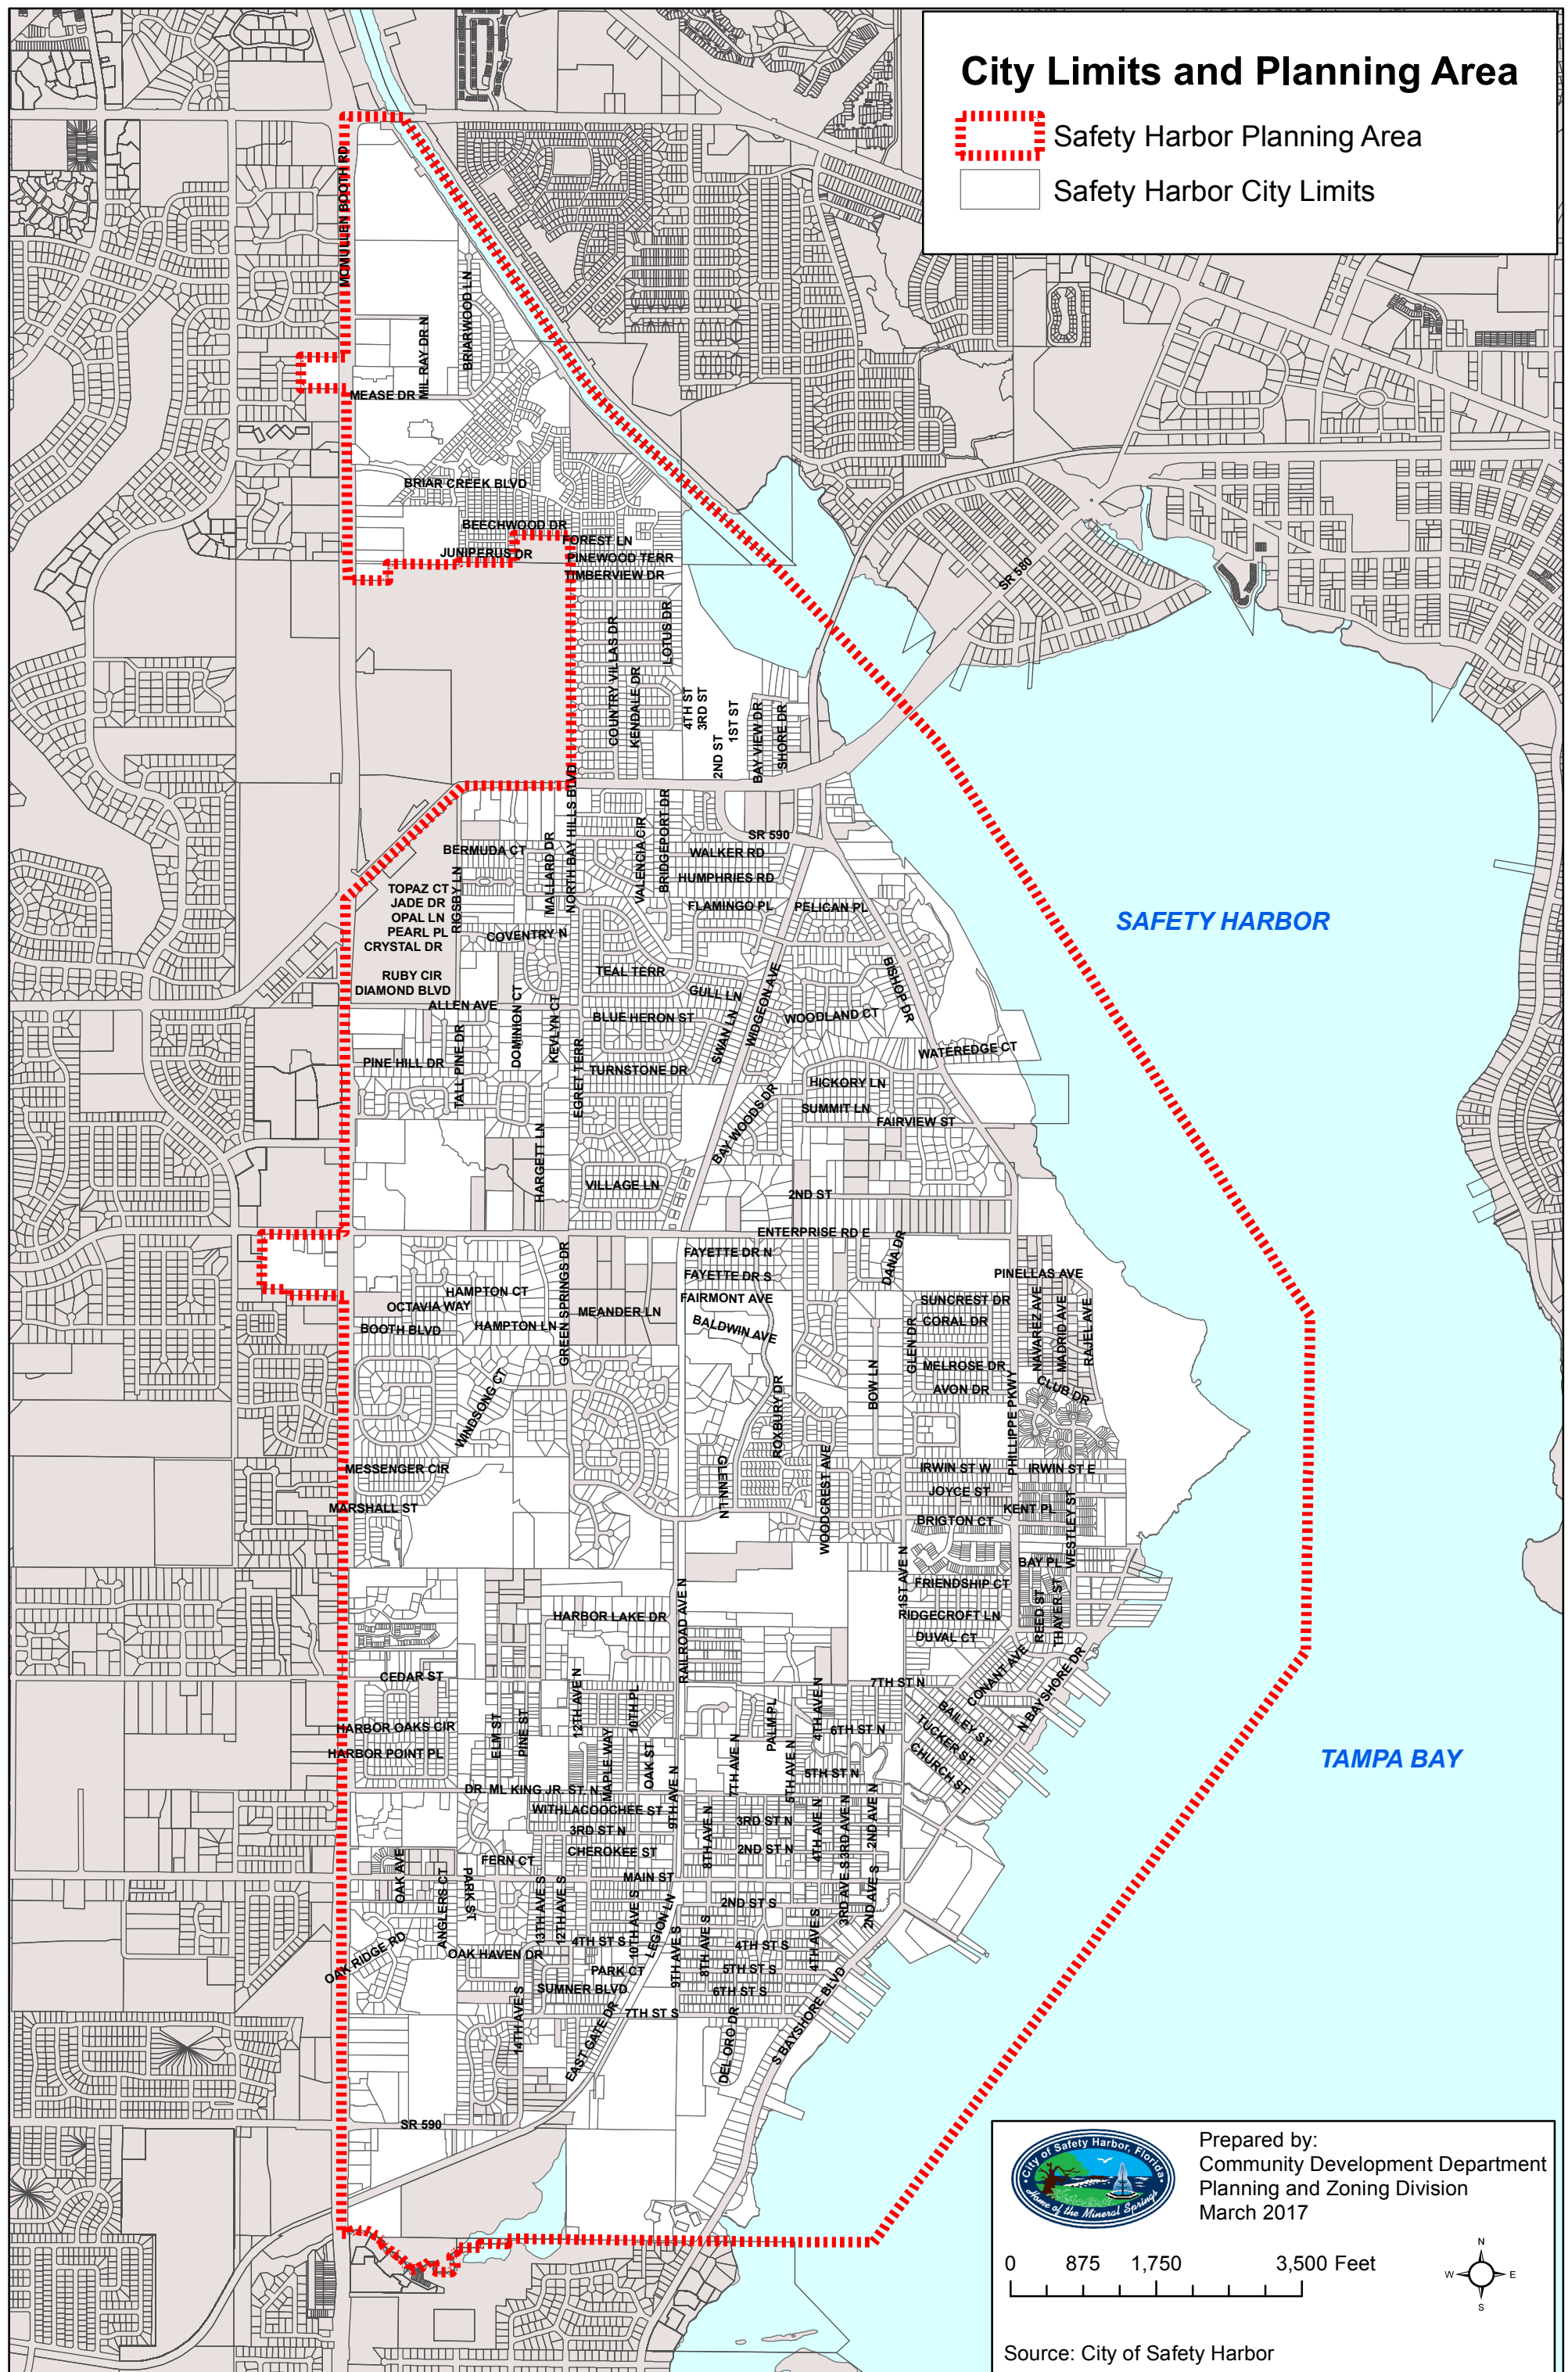 City Limits and Planning Area
Safety Harbor Planning Area
Safety Harbor City Limits
MCMULLEN BOOTH RD
BRIARWOOD LN
MIL RAY DR N
MEASE DR
BRIAR CREEK BLVD
BEECHWOOD DR
FOREST LN
JUNIPERUS DR
PINEWOOD TERR
TIMBERVIEW DR
SR 580
LOTUS DR
COUNTRY VILLAS DR
KENDALE DR
4TH ST
3RD ST
1ST ST
2ND ST
BAY VIEW DR
SHORE DR
NORTH BAY HILLS BLVD
SR 590
BERMUDA CT
MALLARD DR
VALENCIA CIR
BRIDGEPORT DR
WALKER RD
HUMPHRIES RD
TOPAZ CT
JADE DR
OPAL LN
PEARL PL
CRYSTAL DR
RIGSBY LN
FLAMINGO PL
PELICAN PL
SAFETY HARBOR
COVENTRY N
RUBY CIR
DIAMOND BLVD
TEAL TERR
GULL LN
WIDGEON AVE
BISHOP DR
ALLEN AVE
DOMINION CT
KEVLYN CT
BLUE HERON ST
SWAN LN
WOODLAND CT
WATEREDGE CT
PINE HILL DR
TALL PINE DR
EGRET TERR
TURNSTONE DR
HICKORY LN
SUMMIT LN
FAIRVIEW ST
BAY WOODS DR
HARGETT LN
VILLAGE LN
2ND ST
ENTERPRISE RD E
FAYETTE DR N
DANA DR
FAYETTE DR S
PINELLAS AVE
HAMPTON CT
OCTAVIA WAY
GREEN SPRINGS DR
MEANDER LN
FAIRMONT AVE
SUNCREST DR
NAVAREZ AVE
MADRID AVE
RAJEL AVE
BOOTH BLVD
HAMPTON LN
BALDWIN AVE
CORAL DR
GLEN DR
MELROSE DR
AVON DR
BOW LN
CLUB DR
WINDSONG CT
ROXBURY DR
PHILLIPPE PKWY
MESSENGER CIR
GLENN LN
WOODCREST AVE
IRWIN ST W
IRWIN ST E
JOYCE ST
MARSHALL ST
KENT PL
BRIGTON CT
WESTLEY ST
BAY PL
1ST AVE N
FRIENDSHIP CT
REED ST
THAYER ST
HARBOR LAKE DR
RAILROAD AVE N
RIDGECROFT LN
DUVAL CT
CEDAR ST
7TH ST N
CONANT AVE
N BAYSHORE DR
12TH AVE N
10TH PL
PALM PL
4TH AVE N
BAILEY ST
TUCKER ST
CHURCH ST
TAMPA BAY
HARBOR OAKS CIR
ELM ST
PINE ST
6TH ST N
HARBOR POINT PL
MAPLE WAY
OAK ST
7TH AVE N
5TH AVE N
5TH ST N
DR. ML KING JR. ST. N
9TH AVE N
WITHLACOOCHEE ST
3RD ST N
8TH AVE N
3RD ST N
4TH AVE N
3RD AVE N
2ND AVE N
CHEROKEE ST
2ND ST N
FERN CT
MAIN ST
OAK AVE
ANGLERS CT
PARK ST
13TH AVE S
12TH AVE S
10TH AVE S
LEGION LN
2ND ST S
3RD AVE S
2ND AVE S
OAK RIDGE RD
OAK HAVEN DR
4TH ST S
9TH AVE S
8TH AVE S
4TH ST S
4TH AVE S
PARK CT
5TH ST S
SUMNER BLVD
6TH ST S
14TH AVE S
7TH ST S
EAST GATE DR
DEL ORO DR
S BAYSHORE BLVD
SR 590
City of Safety Harbor, Florida
Home of the Mineral Springs
Prepared by:
Community Development Department
Planning and Zoning Division
March 2017
0 875 1,750 3,500 Feet
N
W E
S
Source: City of Safety Harbor